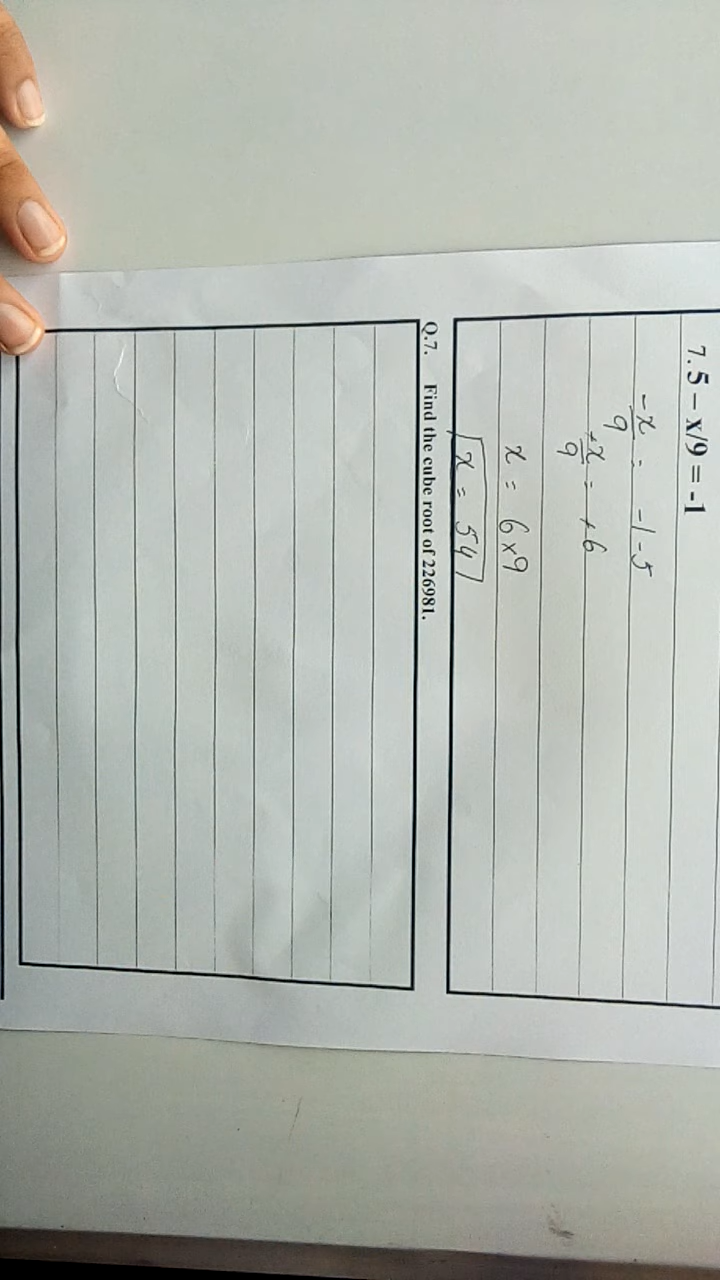 7. 5 – x/9 = -1
-x/9 = -1-5
+x/9 = +6
x = 6×9
x = 54
Q.7. Find the cube root of 226981.